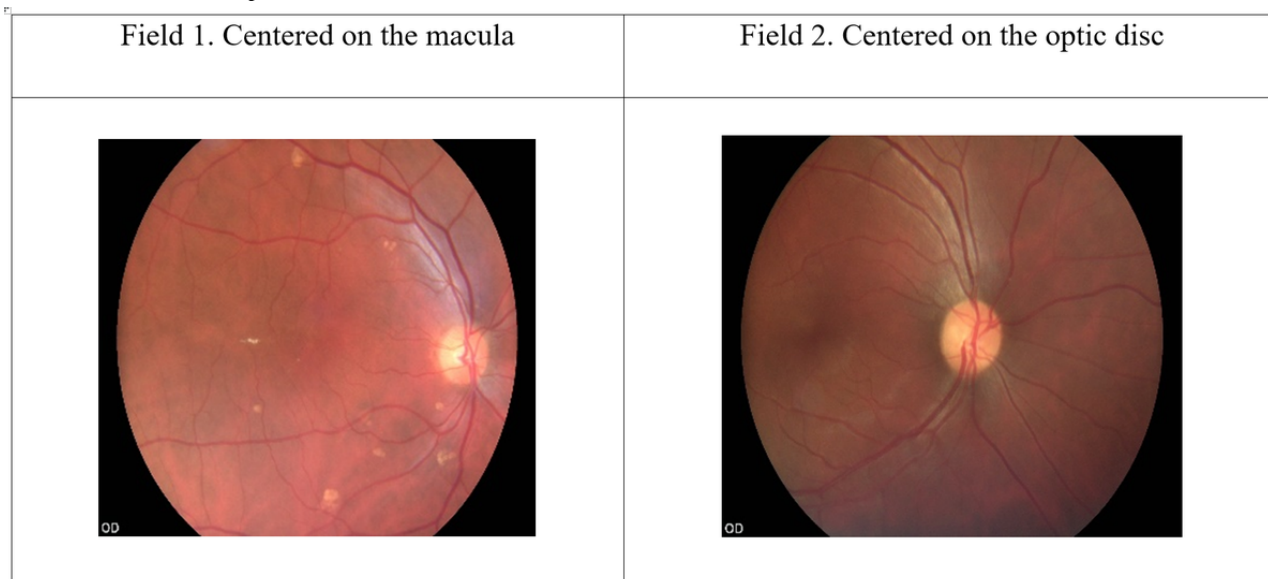 Field 1. Centered on the macula
Field 2. Centered on the optic disc
OD
OD